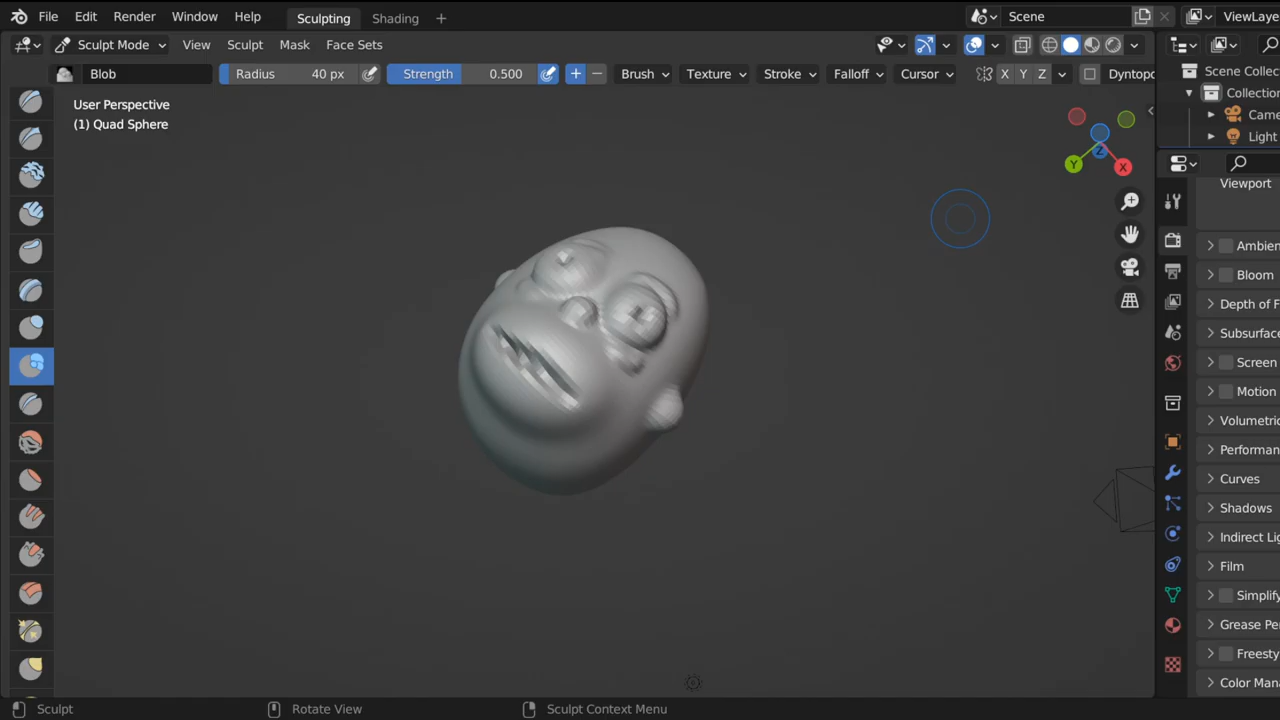 File Edit Render Window Help Sculpting Shading Scene ViewLaye
Sculpt Mode View Sculpt Mask Face Sets
Blob Radius 40 px Strength 0.500 Brush Texture Stroke Falloff Cursor X Y Z Dyntopo
User Perspective
(1) Quad Sphere
Z
Y X
Scene Collec
Collection
Came
Light
Viewport
Ambien
Bloom
Depth of F
Subsurfac
Screen
Motion
Volumetric
Performan
Curves
Shadows
Indirect Lig
Film
Simplify
Grease Per
Freesty
Color Man
Sculpt Rotate View Sculpt Context Menu